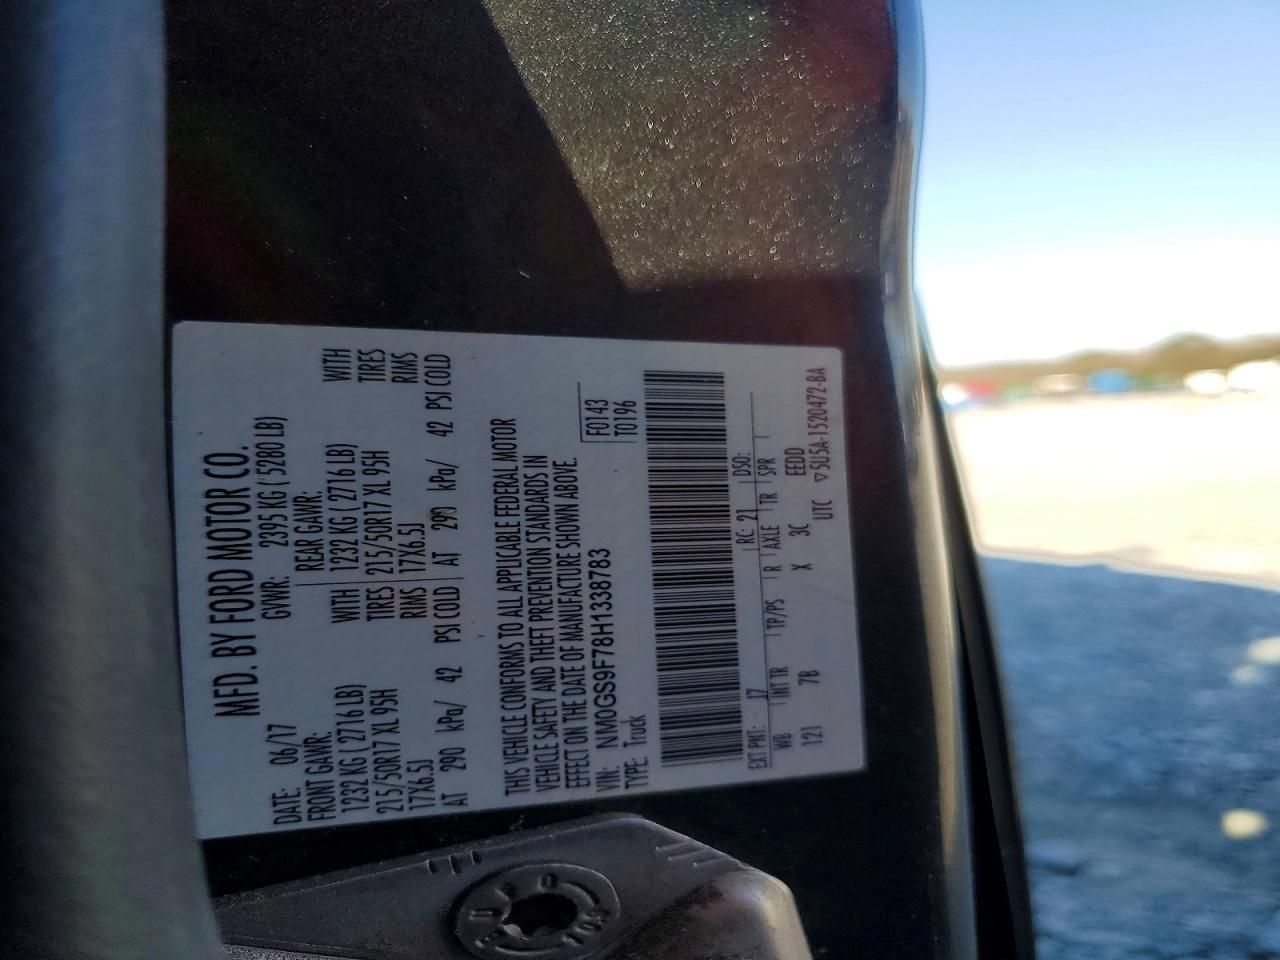 MFD. BY FORD MOTOR CO.
DATE: 06/17 GVWR: 2395 KG ( 5280 LB)
FRONT GAWR: REAR GAWR:
1232 KG ( 2716 LB) WITH 1232 KG ( 2716 LB) WITH
215/50R17 XL 95H TIRES 215/50R17 XL 95H TIRES
17X6.5J RIMS 17X6.5J RIMS
AT 290 kPa/ 42 PSI COLD AT 290 kPa/ 42 PSI COLD
THIS VEHICLE CONFORMS TO ALL APPLICABLE FEDERAL MOTOR
VEHICLE SAFETY AND THEFT PREVENTION STANDARDS IN
EFFECT ON THE DATE OF MANUFACTURE SHOWN ABOVE.
VIN: NM0GS9F78H1338783 F0143
TYPE: Truck T0196
EXT PNT: J7 RC: 21 DSO:
WB INT TR TP/PS R AXLE TR SPR
121 7B X 3C EEDD
UTC ▽5U5A-1520472-BA